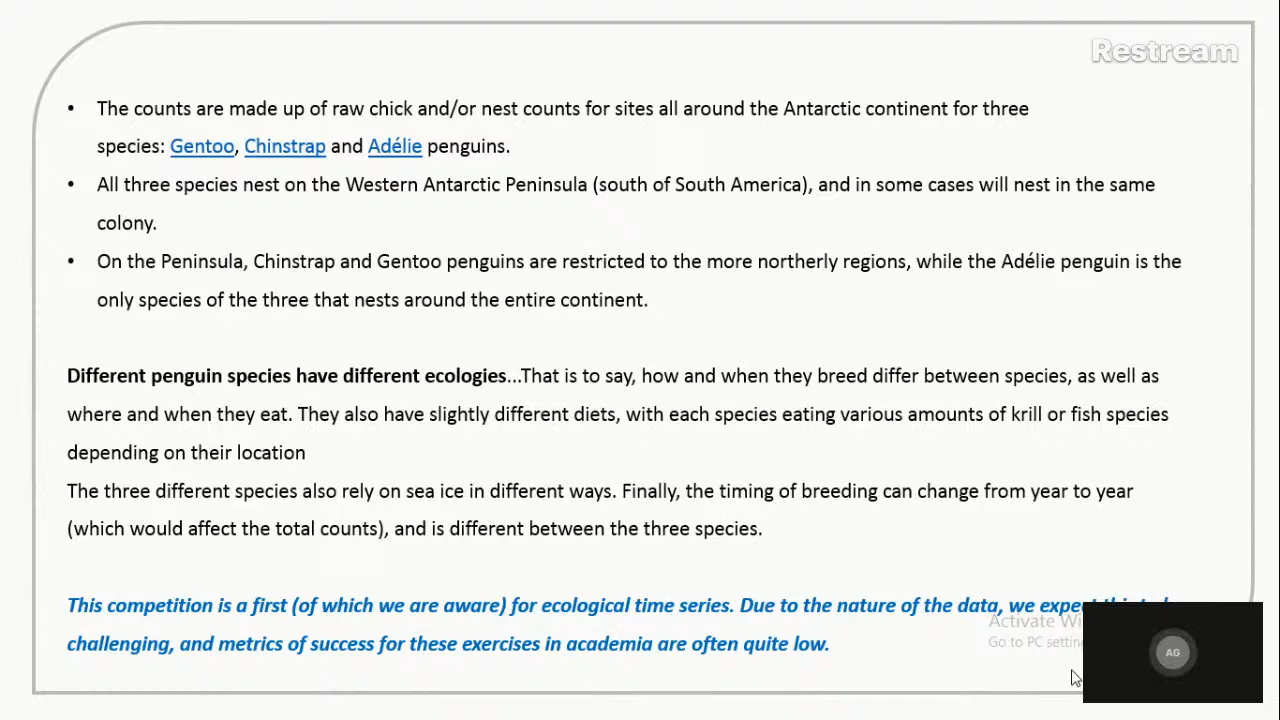 Restream
• The counts are made up of raw chick and/or nest counts for sites all around the Antarctic continent for three
species: Gentoo, Chinstrap and Adélie penguins.
• All three species nest on the Western Antarctic Peninsula (south of South America), and in some cases will nest in the same
colony.
• On the Peninsula, Chinstrap and Gentoo penguins are restricted to the more northerly regions, while the Adélie penguin is the
only species of the three that nests around the entire continent.
Different penguin species have different ecologies...That is to say, how and when they breed differ between species, as well as
where and when they eat. They also have slightly different diets, with each species eating various amounts of krill or fish species
depending on their location
The three different species also rely on sea ice in different ways. Finally, the timing of breeding can change from year to year
(which would affect the total counts), and is different between the three species.
This competition is a first (of which we are aware) for ecological time series. Due to the nature of the data, we
challenging, and metrics of success for these exercises in academia are often quite low.
Activate
Go to PC
AG